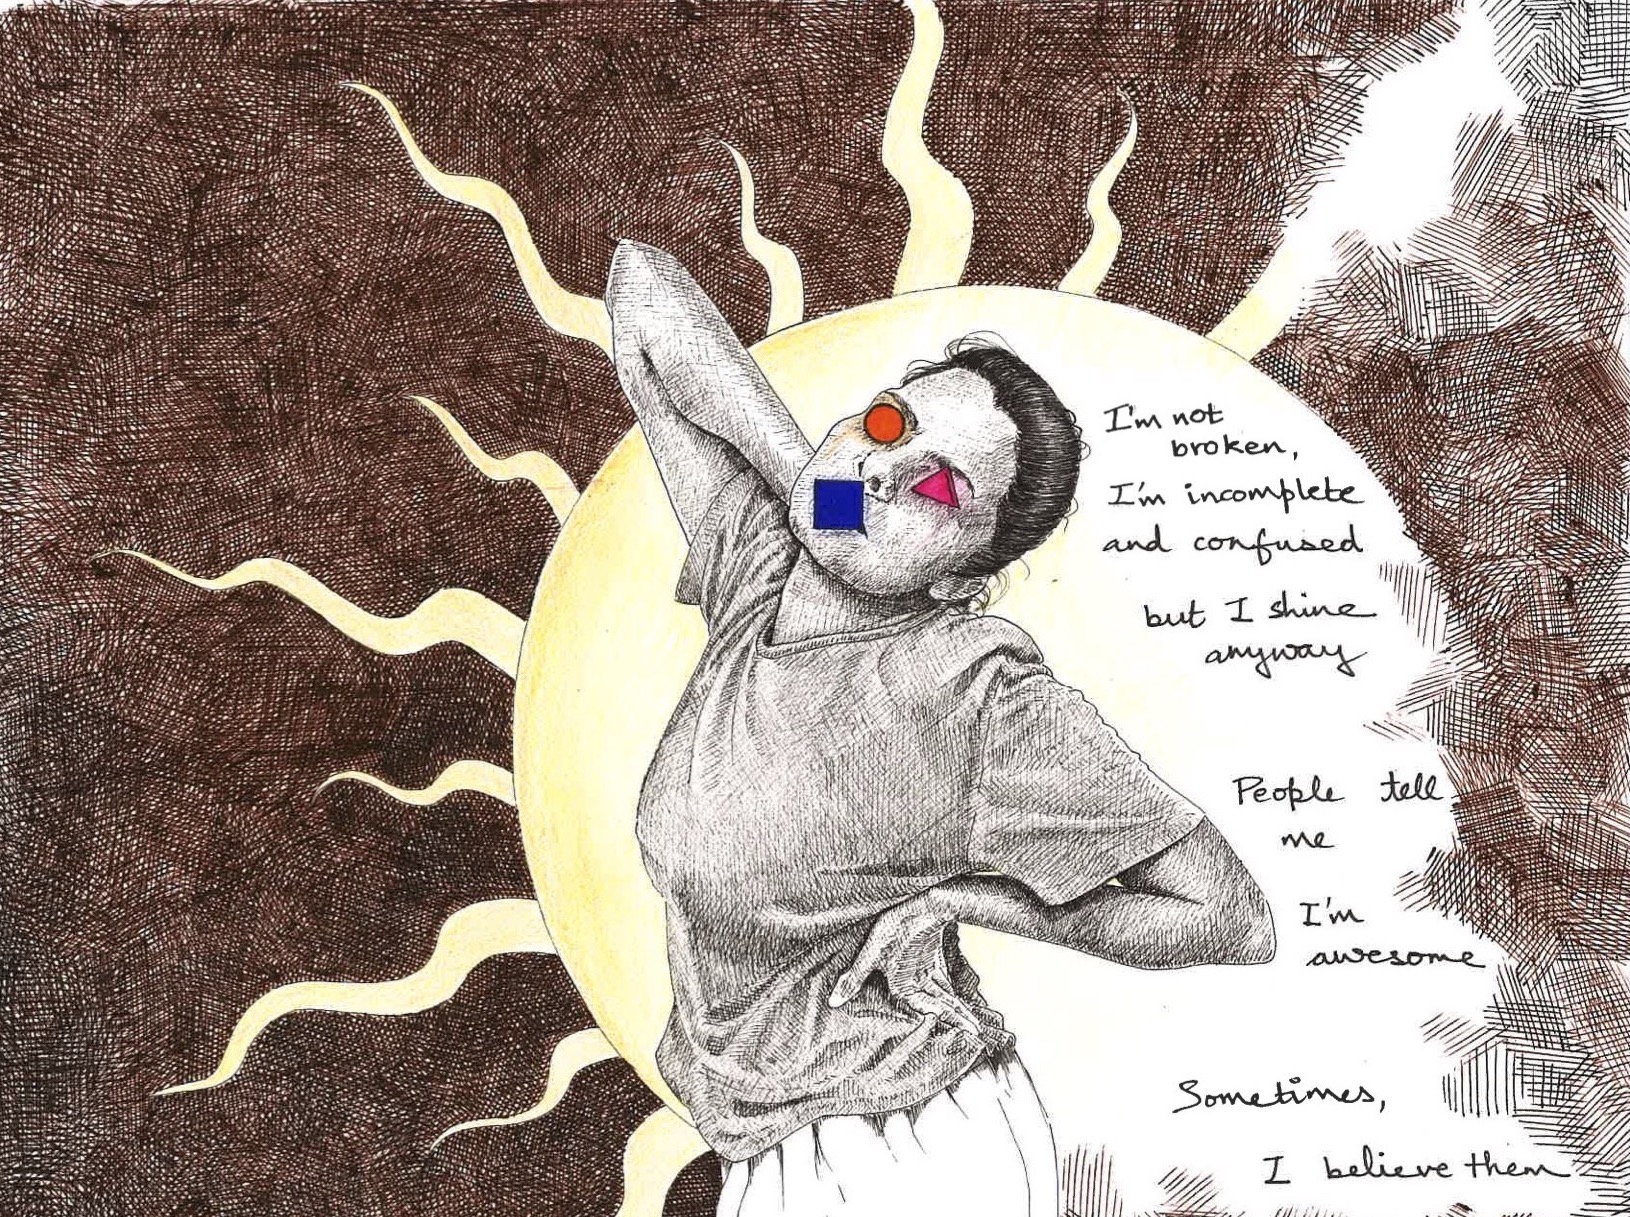 I'm not
broken,
I'm incomplete
and confused
but I shine
anyway
People tell
me
I'm
awesome
Sometimes,
I believe them